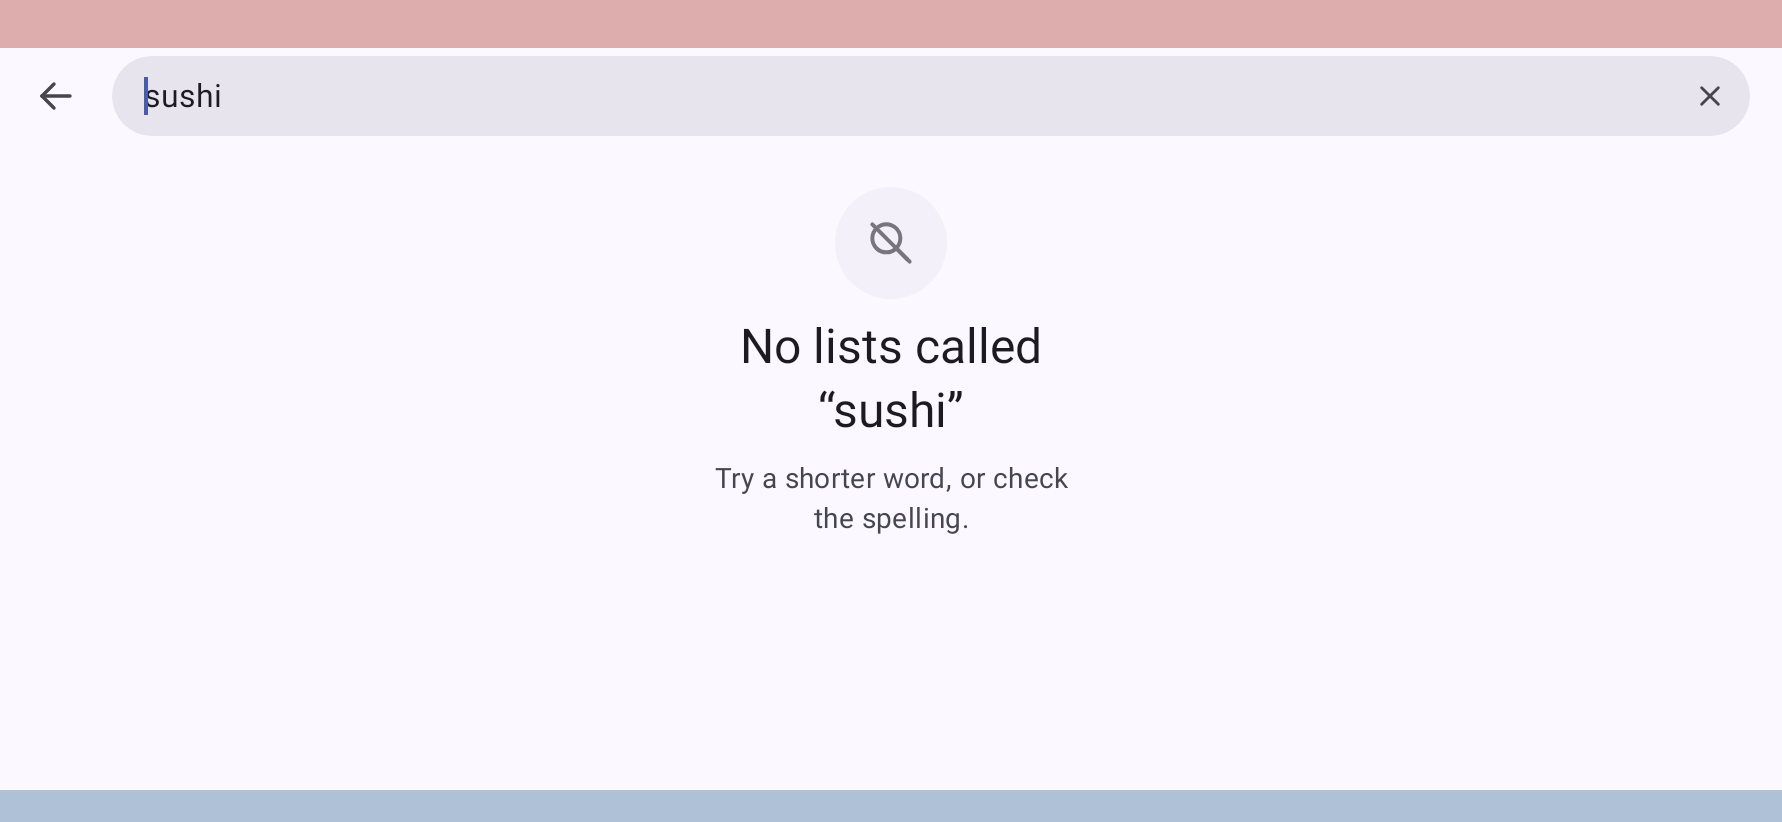 sushi
No lists called
“sushi”
Try a shorter word, or check
the spelling.